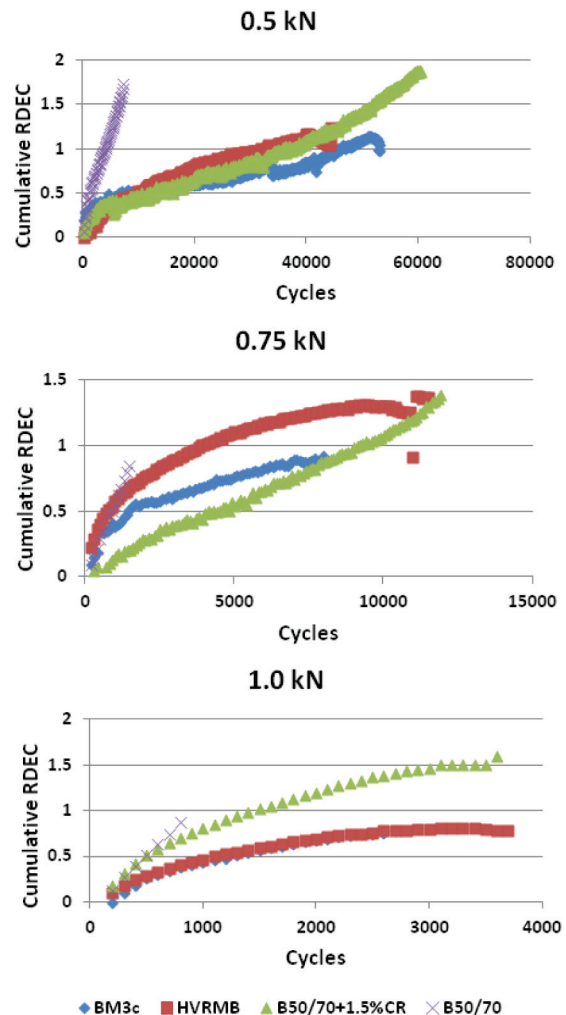 0.5 kN
2
1.5
1
0.5
0
Cumulative RDEC
0 20000 40000 60000 80000
Cycles
0.75 kN
1.5
1
0.5
0
Cumulative RDEC
0 5000 10000 15000
Cycles
1.0 kN
2
1.5
1
0.5
0
Cumulative RDEC
0 1000 2000 3000 4000
Cycles
BM3c HVRMB B50/70+1.5%CR B50/70